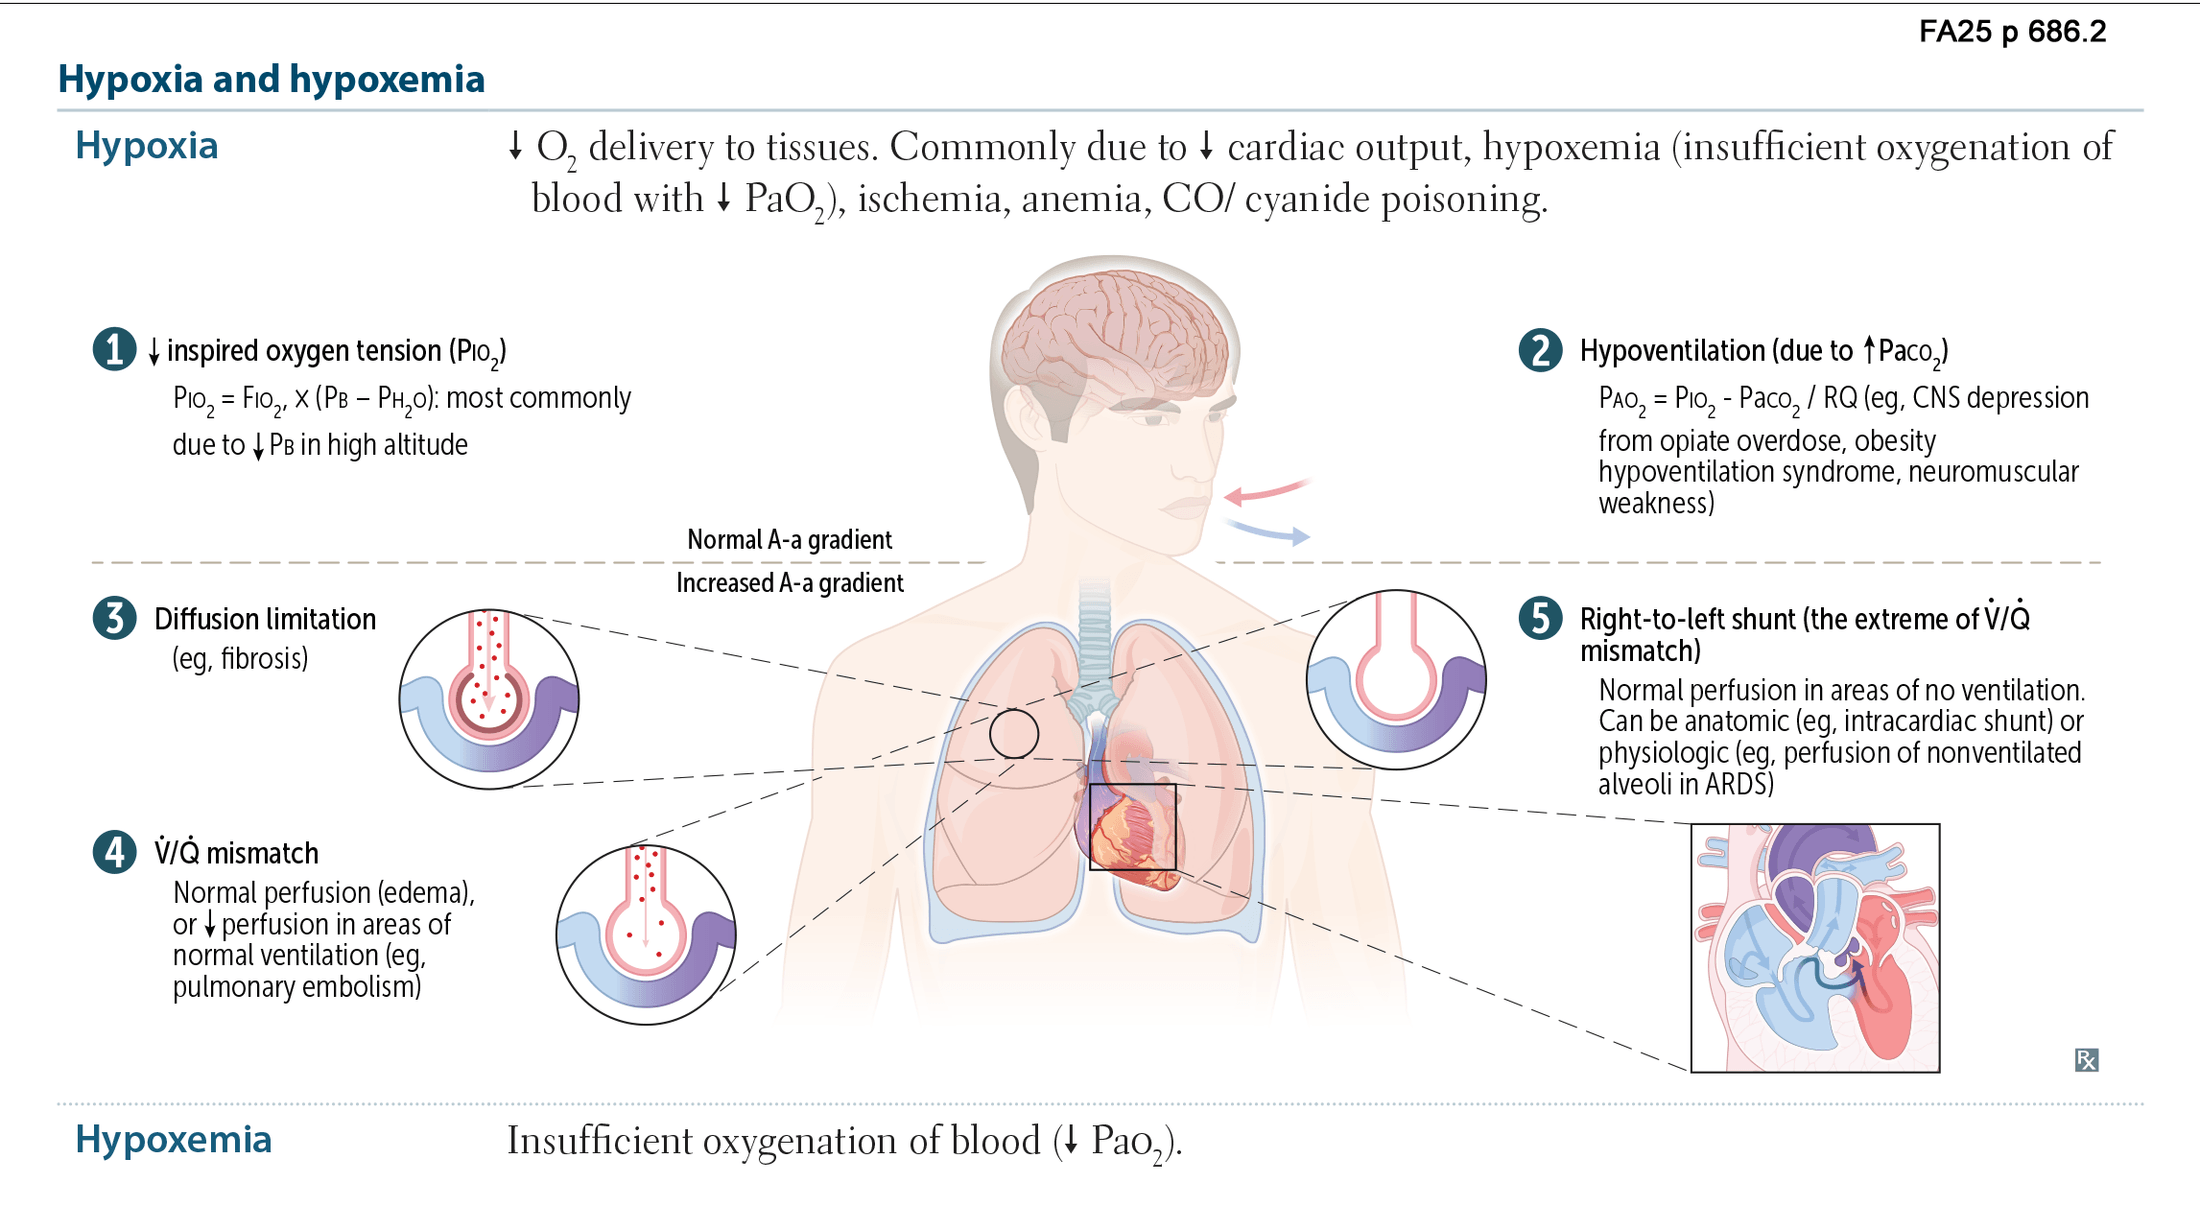 FA25 p 686.2
Hypoxia and hypoxemia
Hypoxia
↓ O₂ delivery to tissues. Commonly due to ↓ cardiac output, hypoxemia (insufficient oxygenation of
blood with ↓ PaO₂), ischemia, anemia, CO/ cyanide poisoning.
1 ↓ inspired oxygen tension (PIO₂)
PIO₂ = FIO₂, × (PB – PH₂O): most commonly
due to ↓ PB in high altitude
2 Hypoventilation (due to ↑ PaCO₂)
PAO₂ = PIO₂ - PaCO₂ / RQ (eg, CNS depression
from opiate overdose, obesity
hypoventilation syndrome, neuromuscular
weakness)
Normal A-a gradient
Increased A-a gradient
3 Diffusion limitation
(eg, fibrosis)
4 V̇/Q̇ mismatch
Normal perfusion (edema),
or ↓ perfusion in areas of
normal ventilation (eg,
pulmonary embolism)
5 Right-to-left shunt (the extreme of V̇/Q̇
mismatch)
Normal perfusion in areas of no ventilation.
Can be anatomic (eg, intracardiac shunt) or
physiologic (eg, perfusion of nonventilated
alveoli in ARDS)
Rx
Hypoxemia
Insufficient oxygenation of blood (↓ PaO₂).